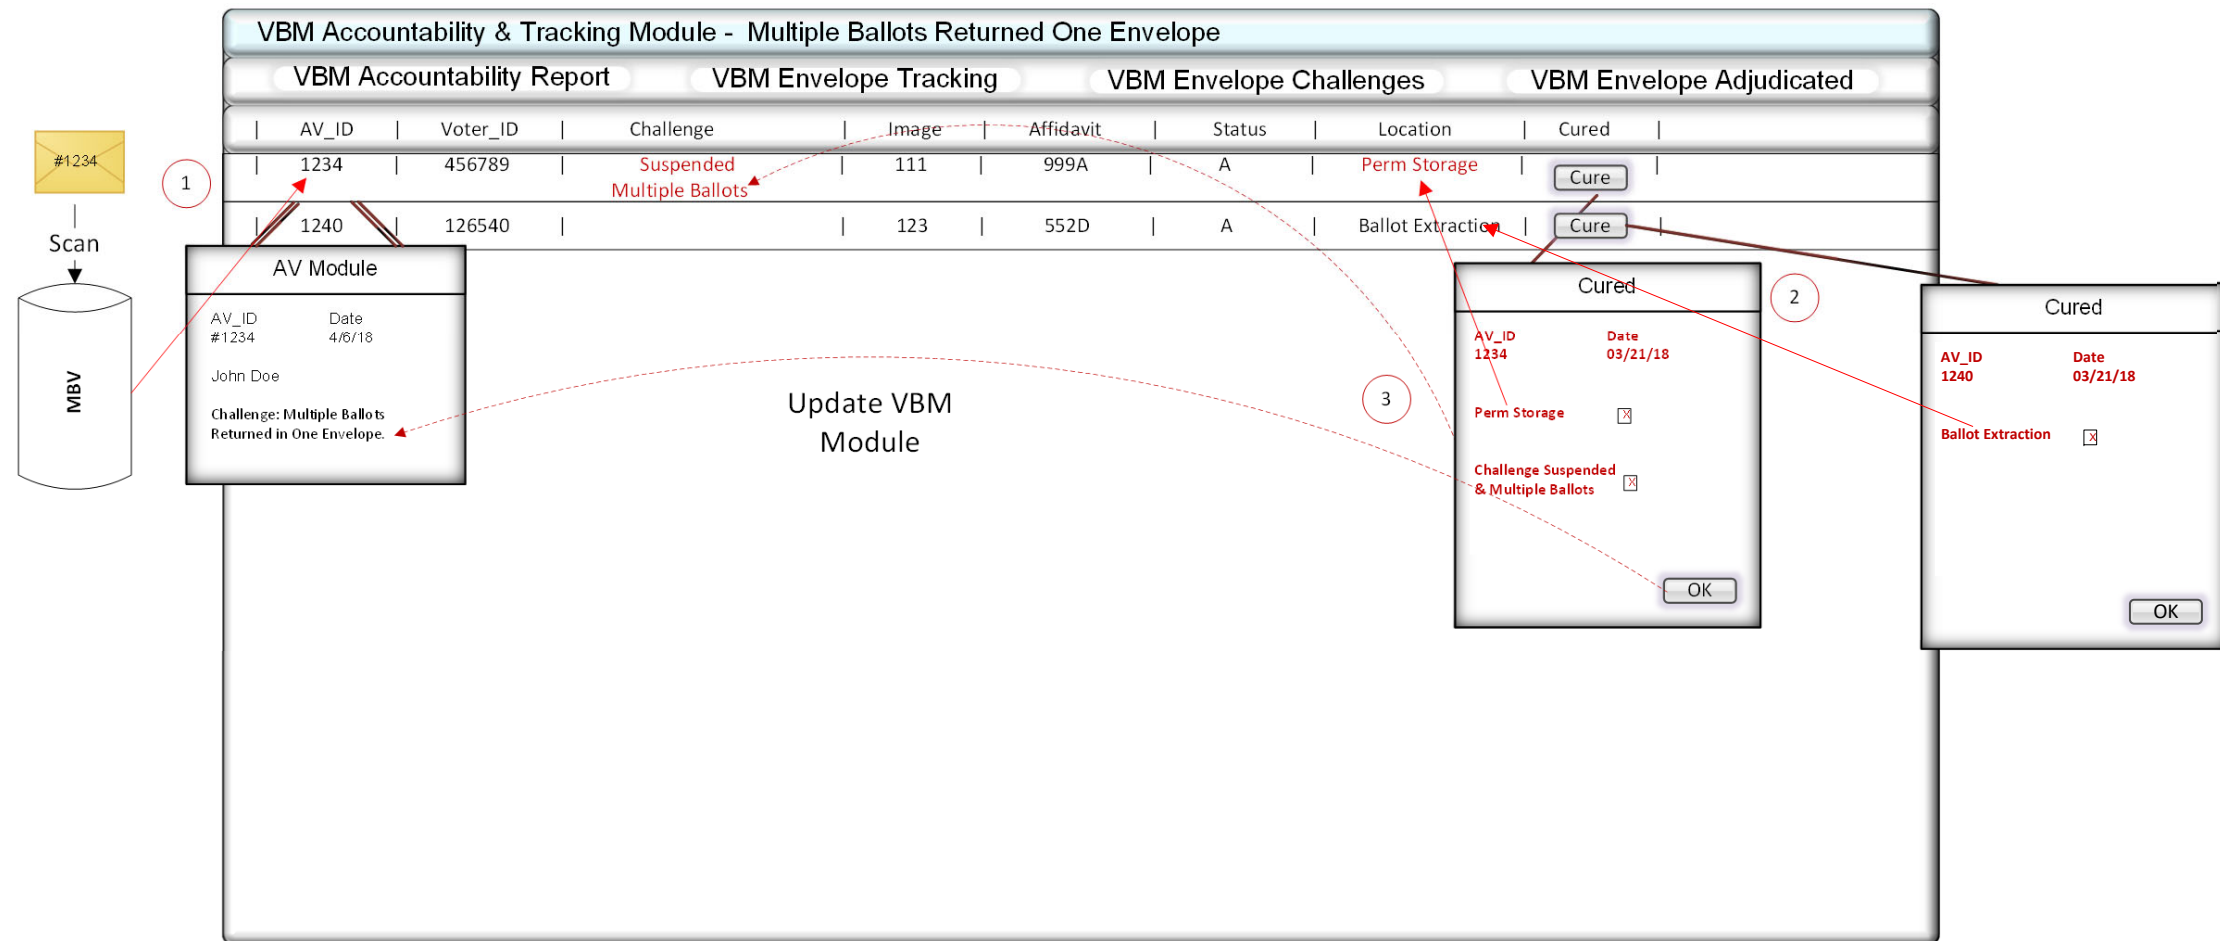 VBM Accountability & Tracking Module - Multiple Ballots Returned One Envelope
VBM Accountability Report VBM Envelope Tracking VBM Envelope Challenges VBM Envelope Adjudicated
| AV_ID | Voter_ID | Challenge | Image | Affidavit | Status | Location | Cured |
#1234
1
| 1234 | 456789 | Suspended | 111 | 999A | A | Perm Storage | Cure |
Multiple Ballots
| 1240 | 126540 | | 123 | 552D | A | Ballot Extraction | Cure |
Scan
MBV
AV Module
AV_ID Date
#1234 4/6/18
John Doe
Challenge: Multiple Ballots
Returned in One Envelope.
Update VBM
Module
3
Cured
AV_ID Date
1234 03/21/18
Perm Storage X
Challenge Suspended
& Multiple Ballots X
OK
2
Cured
AV_ID Date
1240 03/21/18
Ballot Extraction X
OK